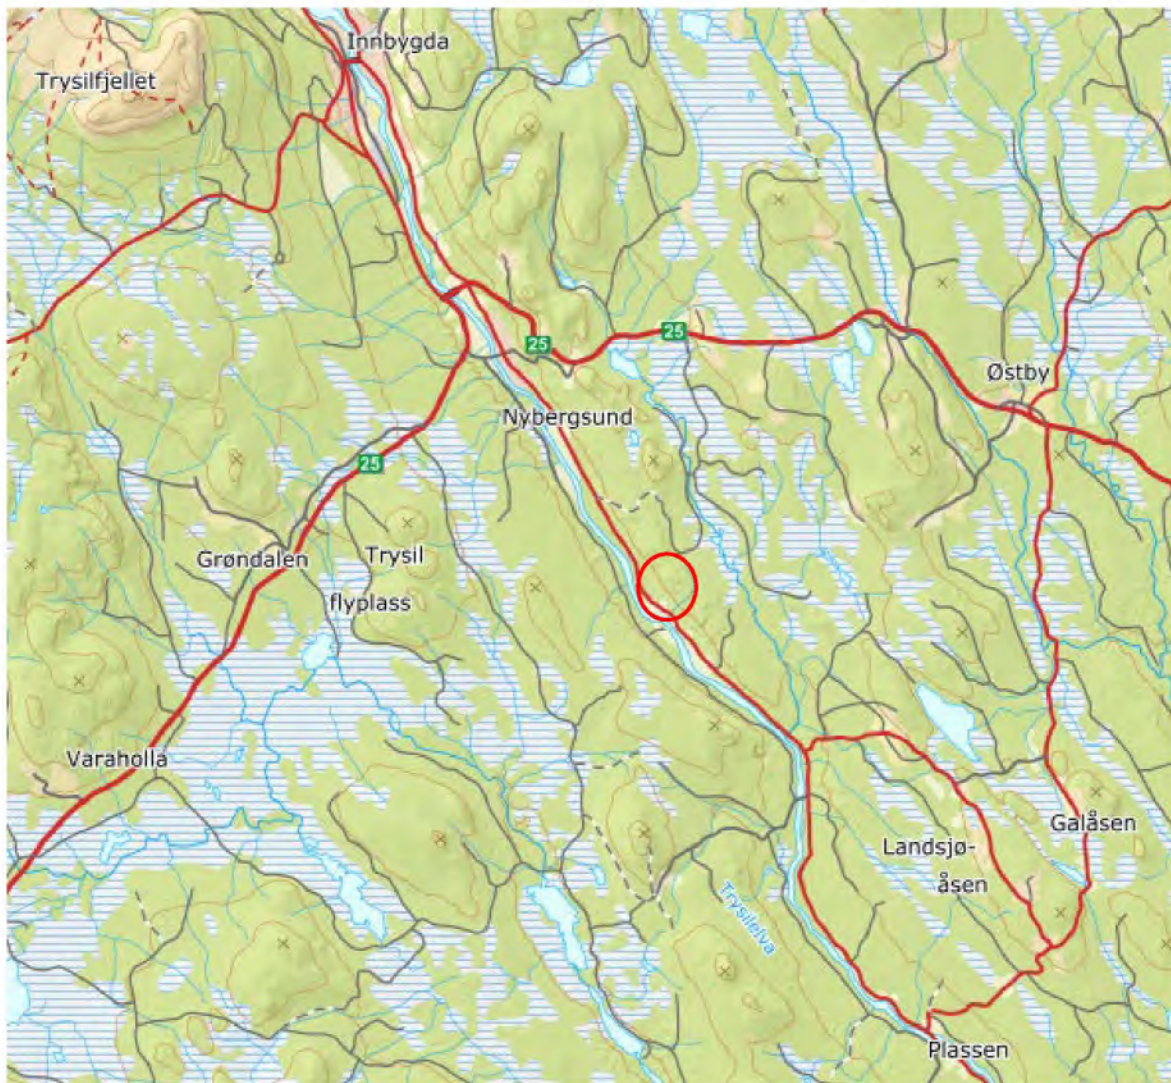 Innbygda
Trysilfjellet
25
25
Østby
Nybergsund
25
Grøndalen
Trysil
flyplass
Varaholla
Galåsen
Landsjø-
åsen
Trysilelva
Plassen